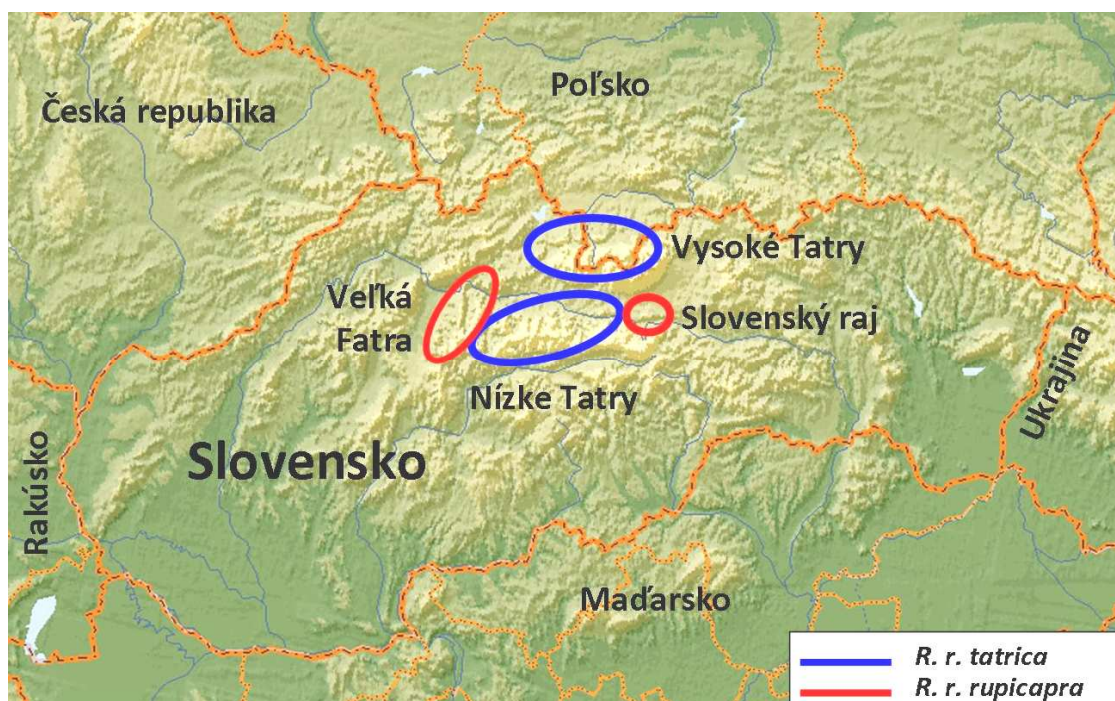 Poľsko
Česká republika
Vysoké Tatry
Veľká
Fatra
Slovenský raj
Nízke Tatry
Ukrajina
Slovensko
Rakúsko
Maďarsko
R. r. tatrica
R. r. rupicapra